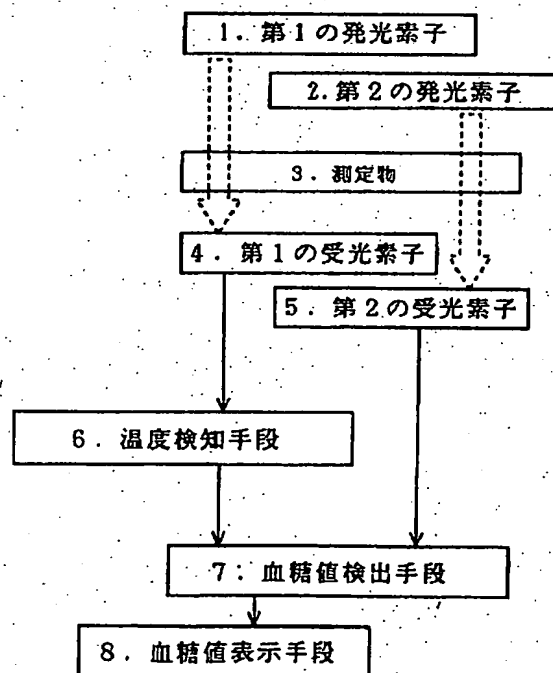 1. 第1の発光素子
2. 第2の発光素子
3. 測定物
4. 第1の受光素子
5. 第2の受光素子
6. 温度検知手段
7: 血糖値検出手段
8. 血糖値表示手段